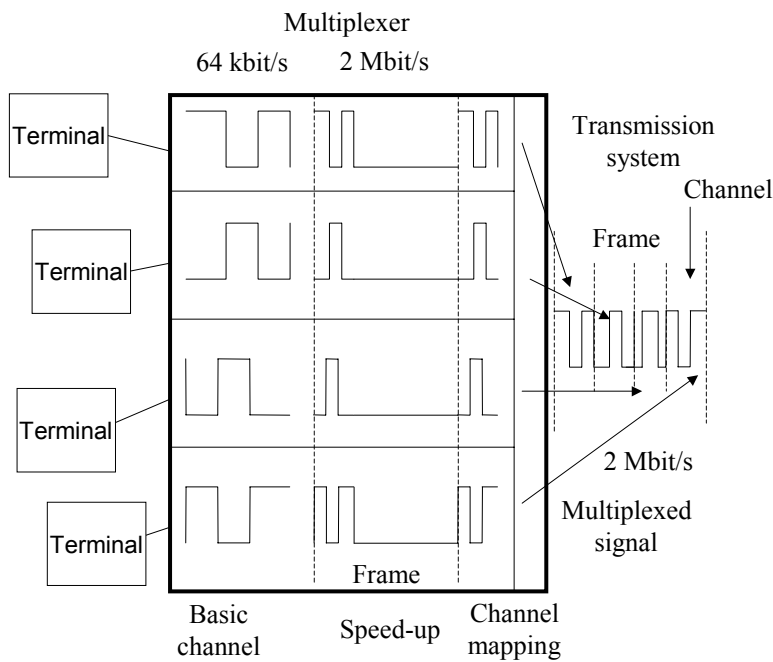 Multiplexer
64 kbit/s
2 Mbit/s
Terminal
Terminal
Terminal
Terminal
Transmission
system
Channel
Frame
2 Mbit/s
Multiplexed
signal
Frame
Basic
channel
Speed-up
Channel
mapping